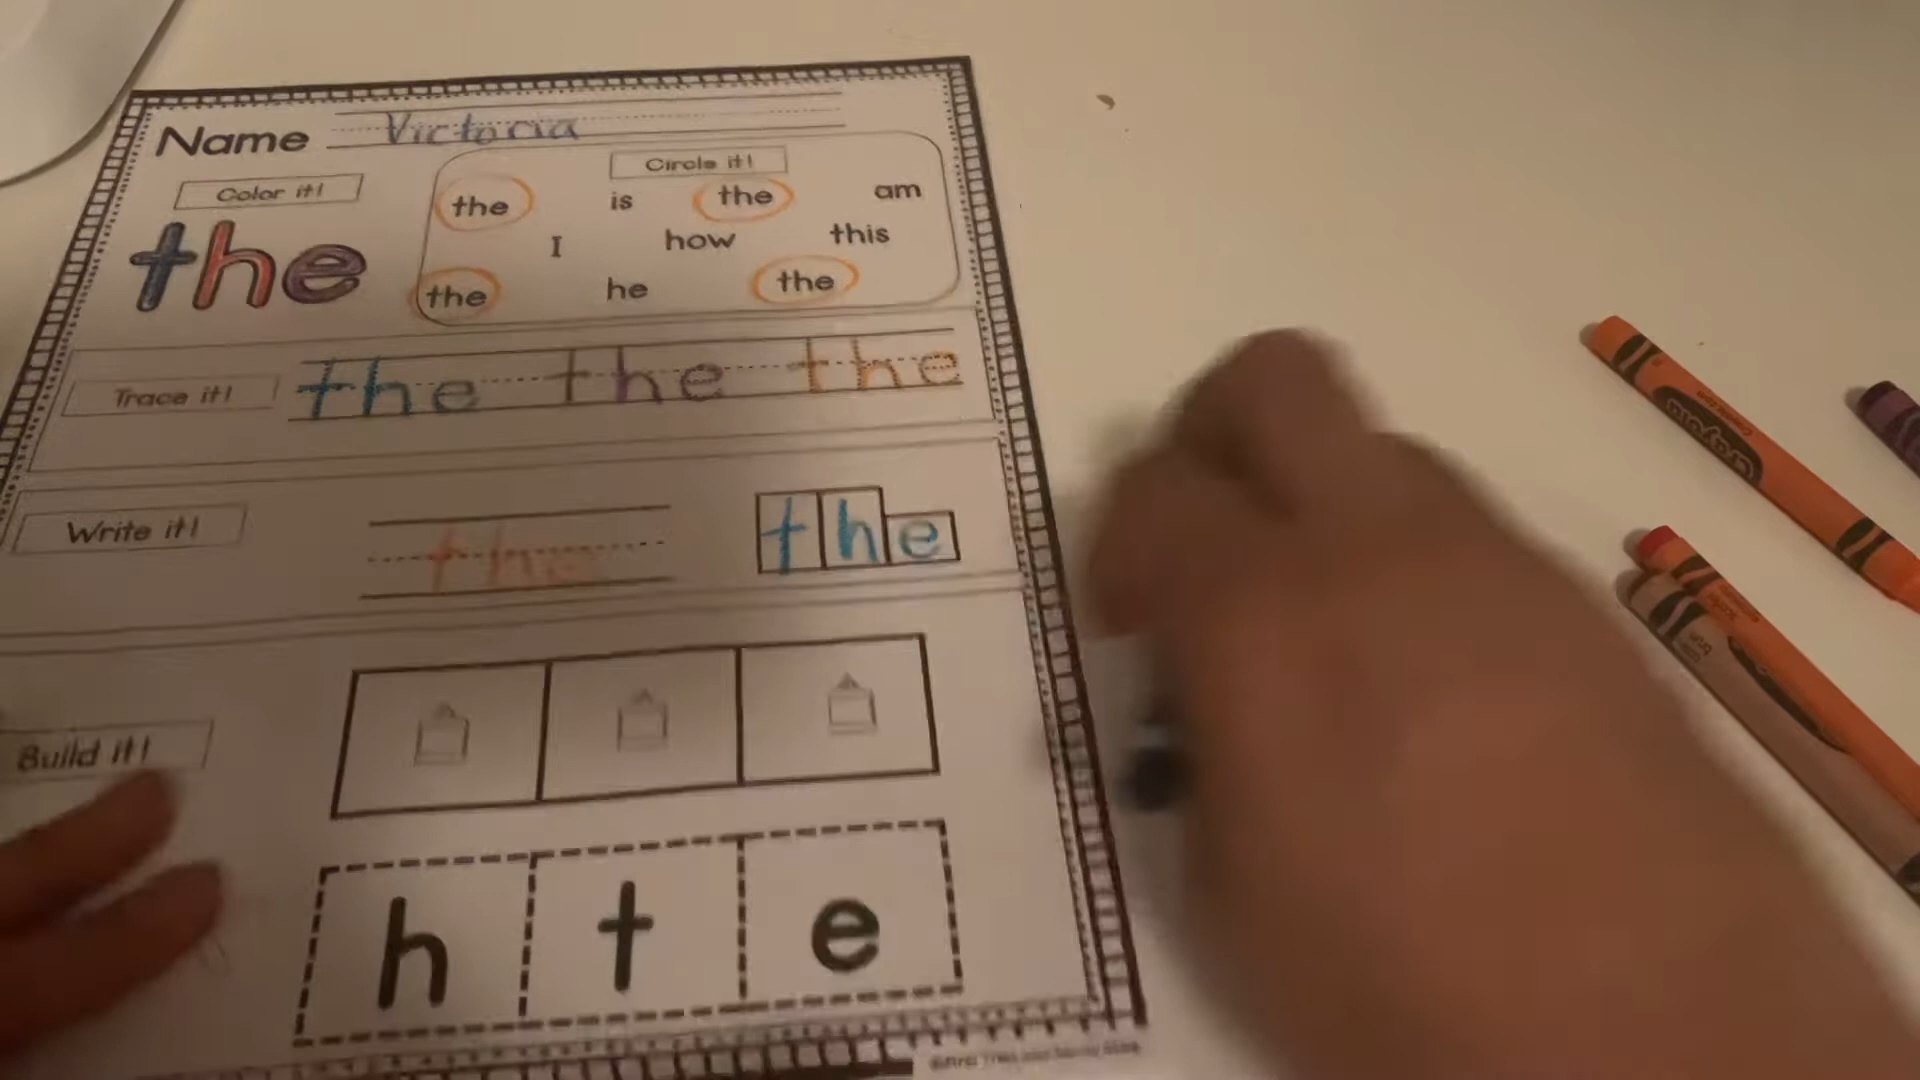 Name Victoria
Color it!
the
Circle it!
the is the am
I how this
the he the
Trace it! the the the
Write it! the the
Build it!
h t e
Crayola